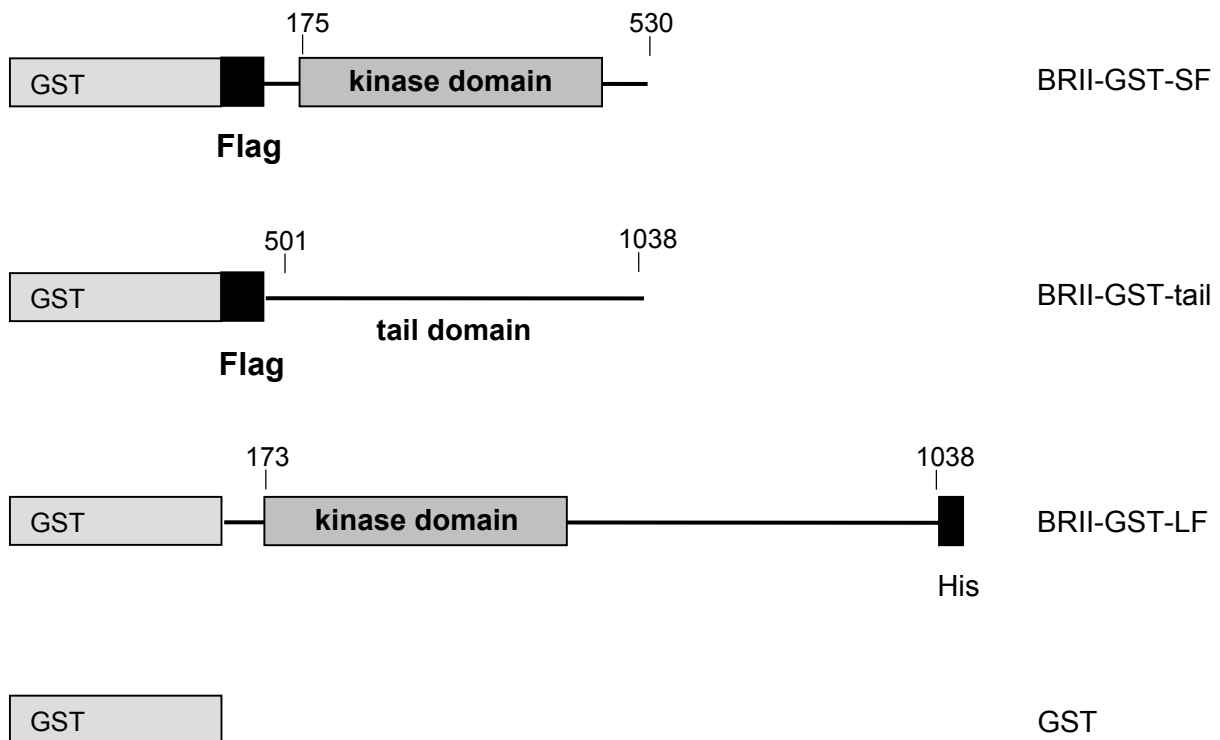 175 530
GST kinase domain BRII-GST-SF
Flag
501 1038
GST BRII-GST-tail
tail domain
Flag
173 1038
GST kinase domain BRII-GST-LF
His
GST GST